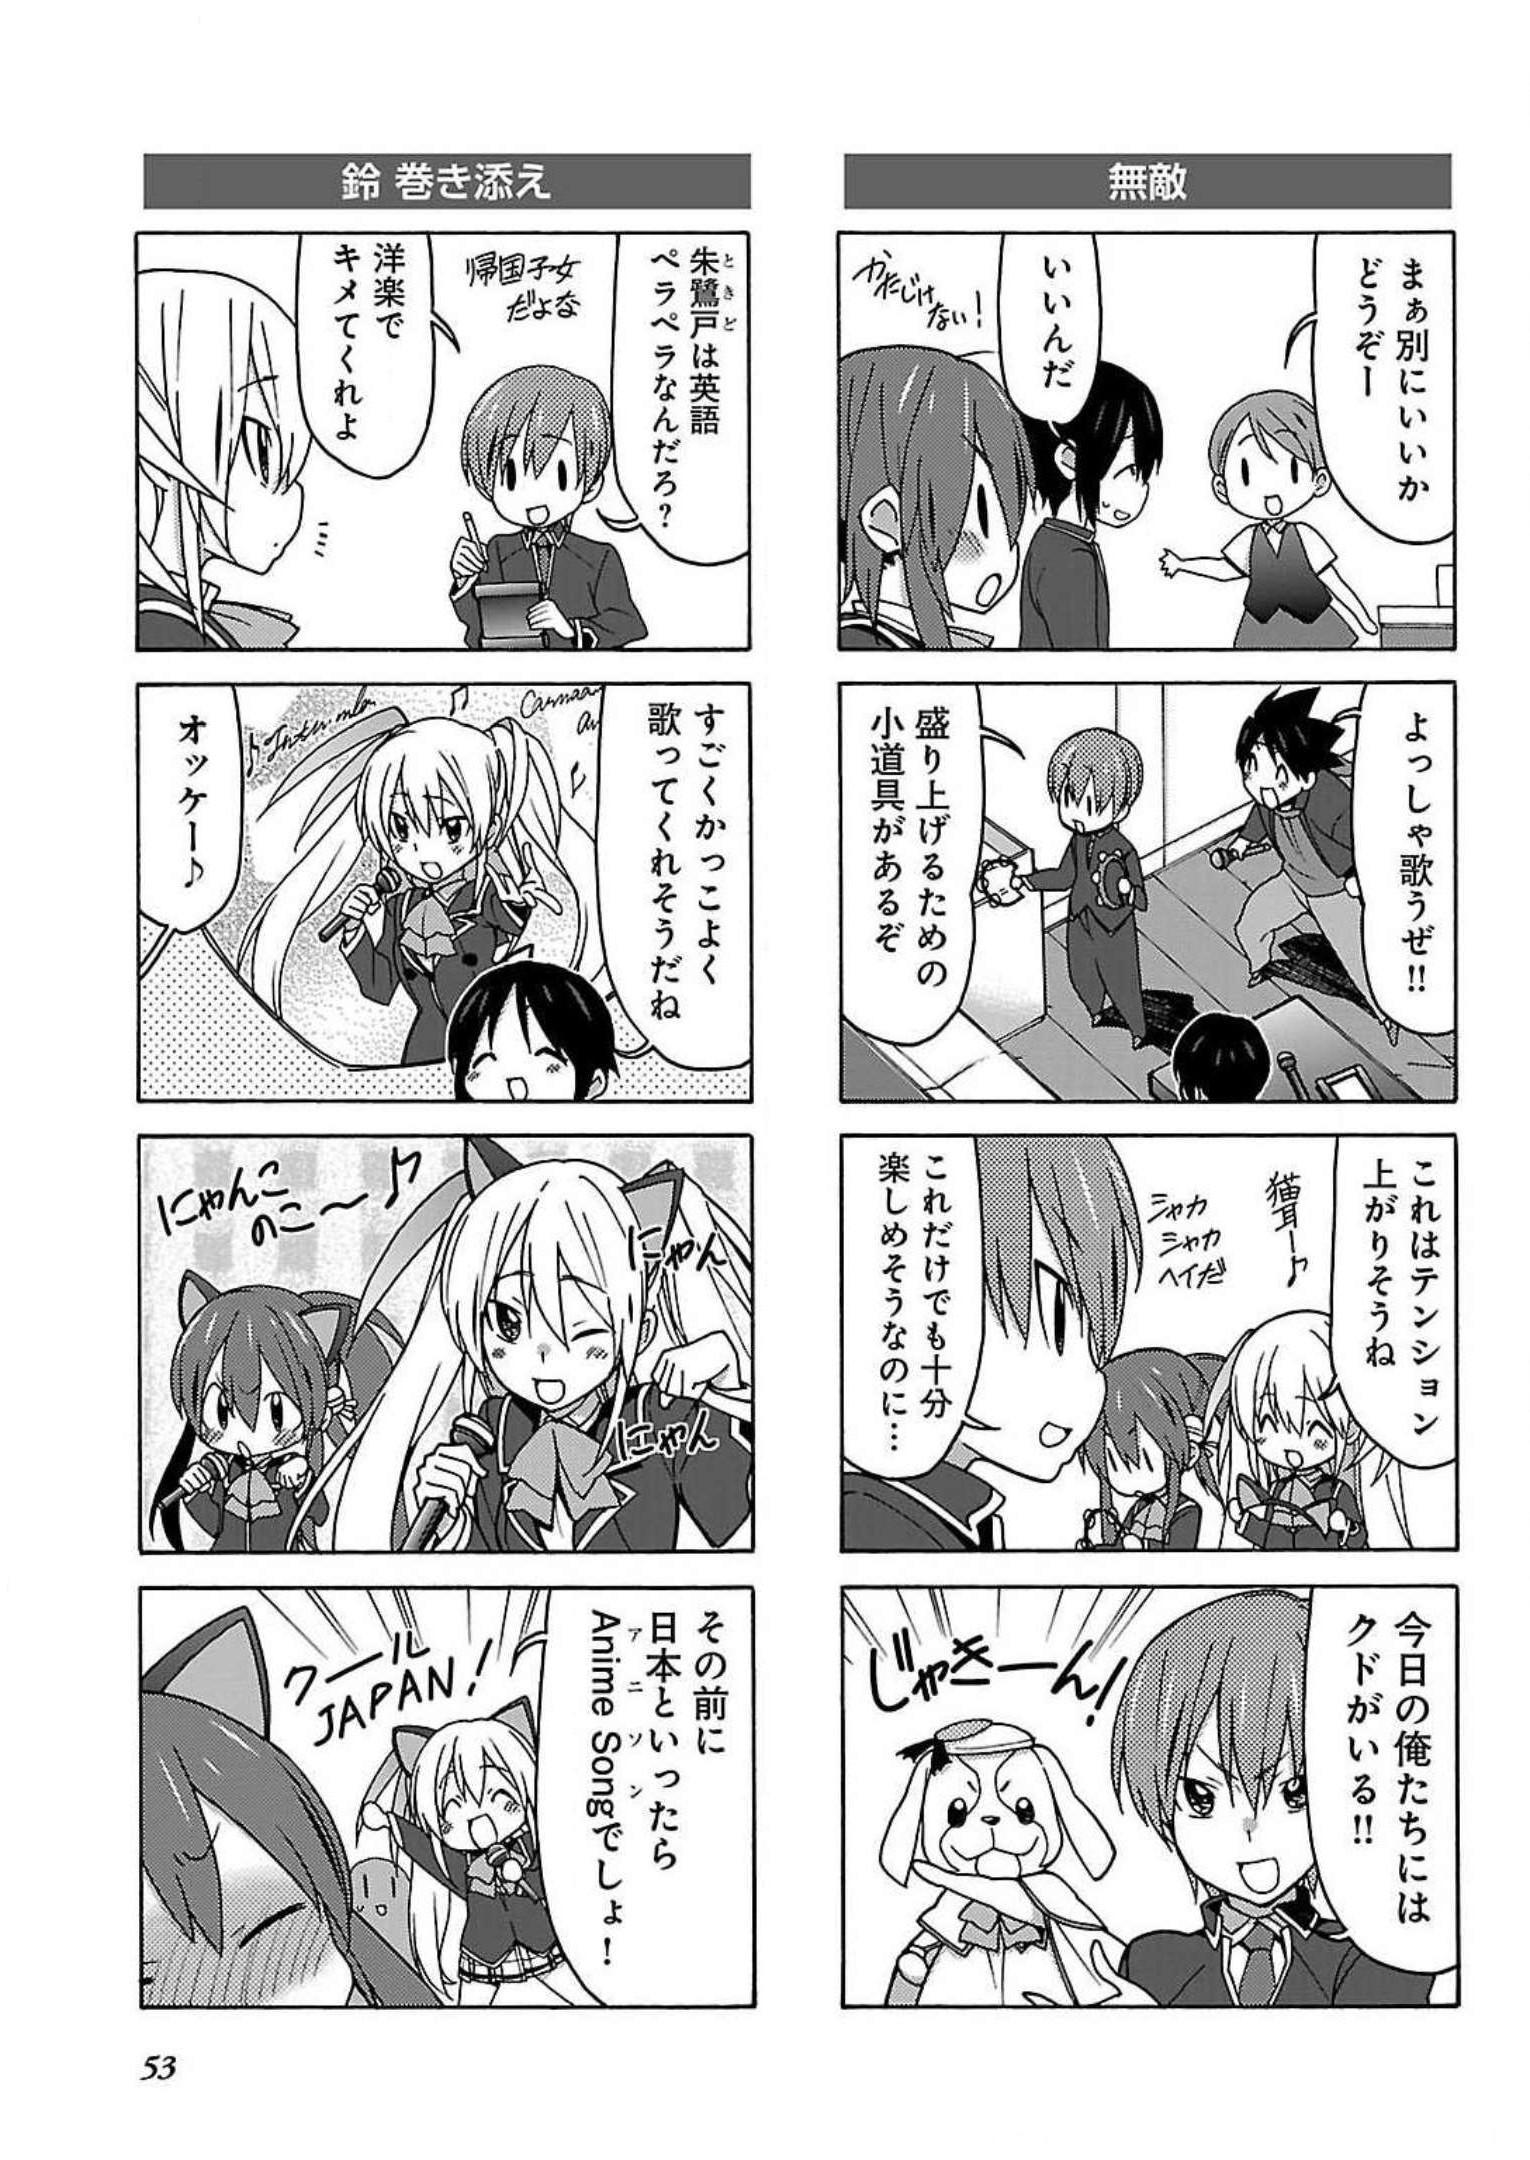 無敵
まぁ別にいいか
どうぞー
いいんだ
かたじけ
ない!
よっしゃ歌うぜ!!
盛り上げるための
小道具があるぞ
これはテンション
上がりそうね
猫耳ー♪
シャカ
シャカ
ヘイだ
これだけでも十分
楽しめそうなのに…
今日の俺たちには
クドがいる!!
じゃきーん!
鈴 巻き添え
朱鷺戸は英語
ときど
ペラペラなんだろ?
帰国子女
だよな
洋楽で
キメてくれよ
すごくかっこよく
歌ってくれそうだね
オッケー♪
にゃんこ
のこ〜♪
にゃん
にゃん
その前に
日本といったら
Anime Songでしょ!
アニソン
クール
JAPAN!
53